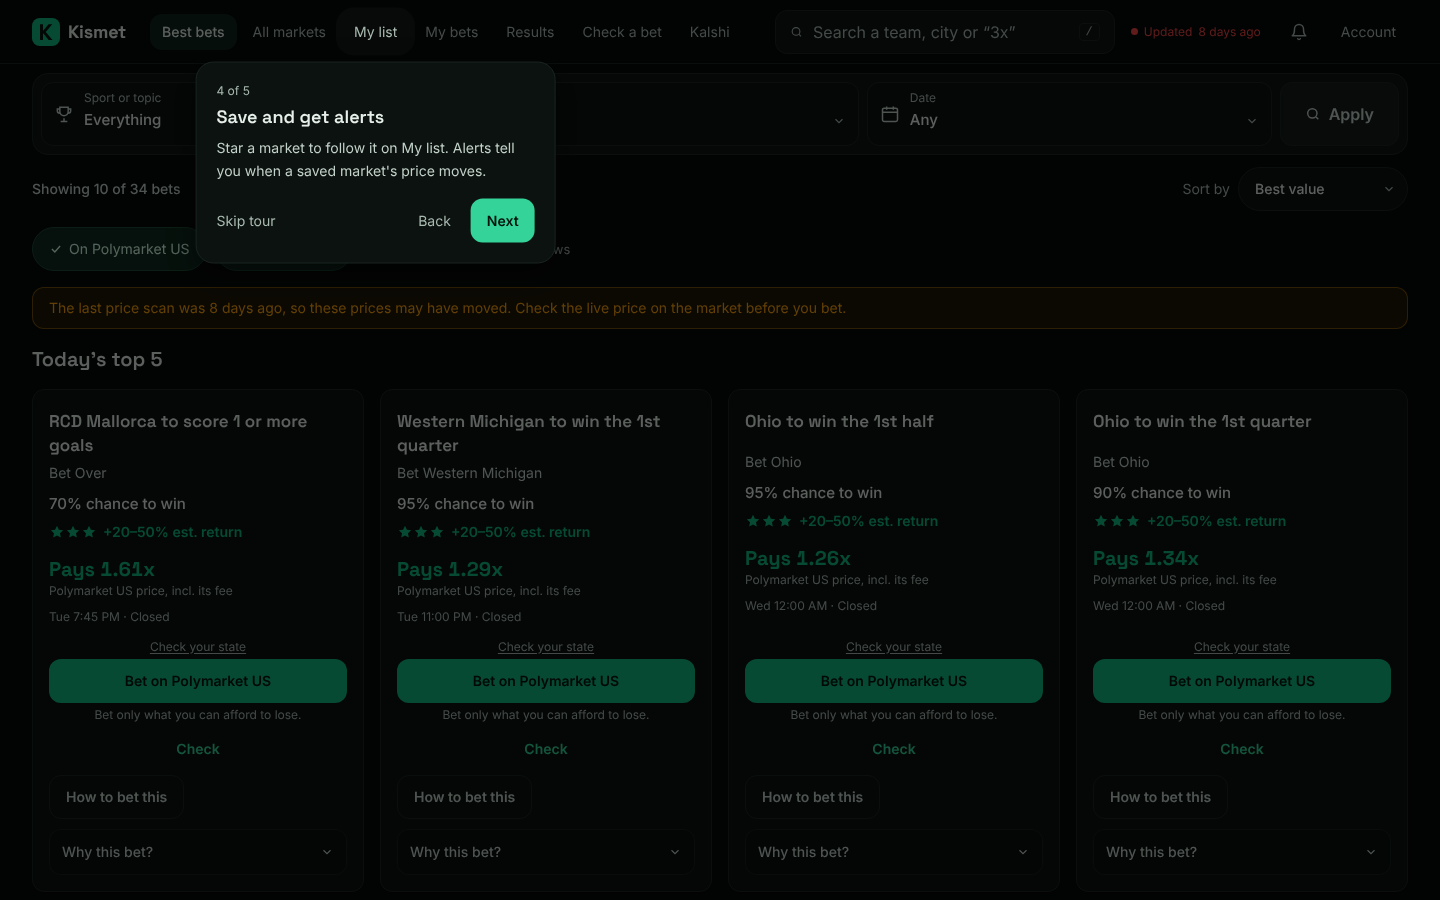 Kismet
Best bets
All markets
My list
My bets
Results
Check a bet
Kalshi
Search a team, city or “3x”
/
Updated 8 days ago
Account
4 of 5
Save and get alerts
Star a market to follow it on My list. Alerts tell
you when a saved market's price moves.
Skip tour
Back
Next
Sport or topic
Everything
Date
Any
Apply
Showing 10 of 34 bets
Sort by
Best value
On Polymarket US
The last price scan was 8 days ago, so these prices may have moved. Check the live price on the market before you bet.
Today’s top 5
RCD Mallorca to score 1 or more
goals
Bet Over
70% chance to win
+20–50% est. return
Pays 1.61x
Polymarket US price, incl. its fee
Tue 7:45 PM · Closed
Check your state
Bet on Polymarket US
Bet only what you can afford to lose.
Check
How to bet this
Why this bet?
Western Michigan to win the 1st
quarter
Bet Western Michigan
95% chance to win
+20–50% est. return
Pays 1.29x
Polymarket US price, incl. its fee
Tue 11:00 PM · Closed
Check your state
Bet on Polymarket US
Bet only what you can afford to lose.
Check
How to bet this
Why this bet?
Ohio to win the 1st half
Bet Ohio
95% chance to win
+20–50% est. return
Pays 1.26x
Polymarket US price, incl. its fee
Wed 12:00 AM · Closed
Check your state
Bet on Polymarket US
Bet only what you can afford to lose.
Check
How to bet this
Why this bet?
Ohio to win the 1st quarter
Bet Ohio
90% chance to win
+20–50% est. return
Pays 1.34x
Polymarket US price, incl. its fee
Wed 12:00 AM · Closed
Check your state
Bet on Polymarket US
Bet only what you can afford to lose.
Check
How to bet this
Why this bet?